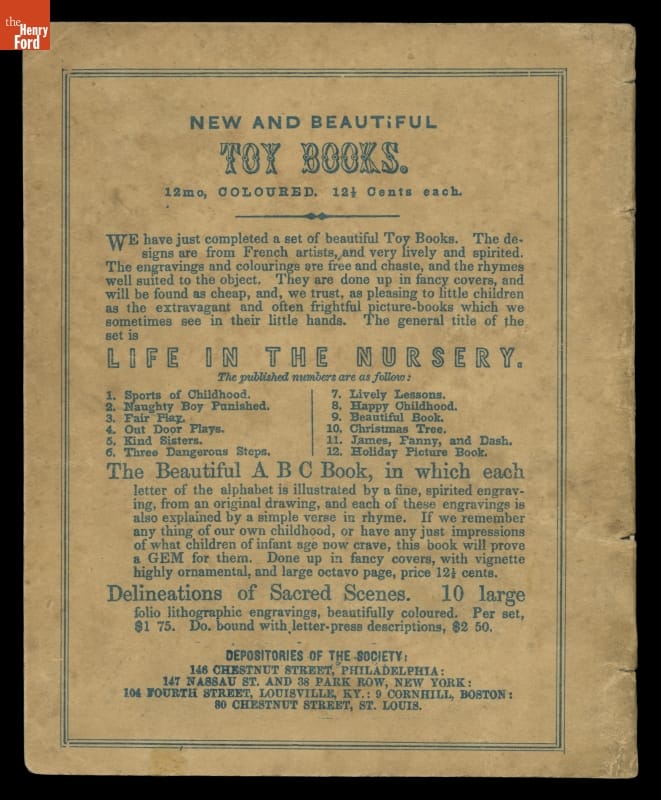 the
Henry
Ford
NEW AND BEAUTiFUL
TOY BOOKS.
12mo, COLOURED. 12½ Cents each.
WE have just completed a set of beautiful Toy Books. The de-
signs are from French artists, and very lively and spirited.
The engravings and colourings are free and chaste, and the rhymes
well suited to the object. They are done up in fancy covers, and
will be found as cheap, and, we trust, as pleasing to little children
as the extravagant and often frightful picture-books which we
sometimes see in their little hands. The general title of the
set is
LIFE IN THE NURSERY.
The published numbers are as follow:
1. Sports of Childhood.
2. Naughty Boy Punished.
3. Fair Play.
4. Out Door Plays.
5. Kind Sisters.
6. Three Dangerous Steps.
7. Lively Lessons.
8. Happy Childhood.
9. Beautiful Book.
10. Christmas Tree.
11. James, Fanny, and Dash.
12. Holiday Picture Book.
The Beautiful A B C Book, in which each
letter of the alphabet is illustrated by a fine, spirited engrav-
ing, from an original drawing, and each of these engravings is
also explained by a simple verse in rhyme. If we remember
any thing of our own childhood, or have any just impressions
of what children of infant age now crave, this book will prove
a GEM for them. Done up in fancy covers, with vignette
highly ornamental, and large octavo page, price 12½ cents.
Delineations of Sacred Scenes. 10 large
folio lithographic engravings, beautifully coloured. Per set,
$1 75. Do. bound with letter-press descriptions, $2 50.
DEPOSITORIES OF THE SOCIETY:
146 CHESTNUT STREET, PHILADELPHIA:
147 NASSAU ST. AND 38 PARK ROW, NEW YORK:
104 FOURTH STREET, LOUISVILLE, KY.: 9 CORNHILL, BOSTON:
80 CHESTNUT STREET, ST. LOUIS.